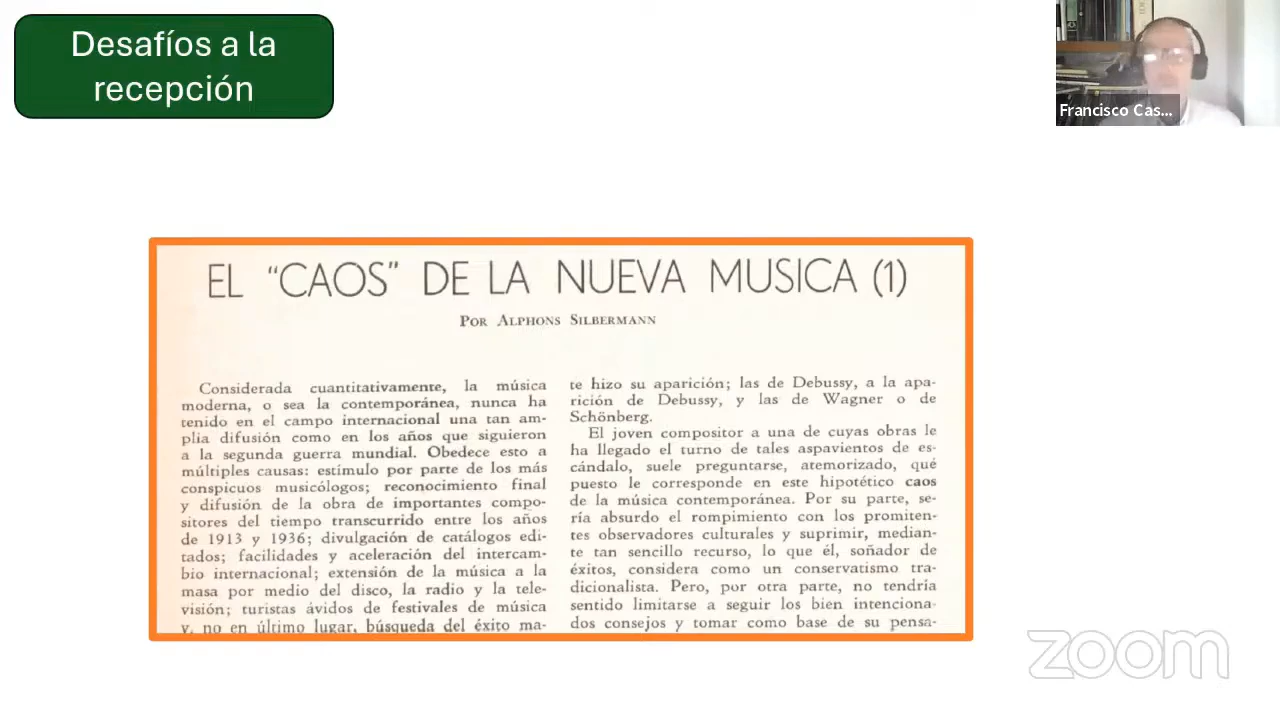 Desafíos a la
recepción
Francisco Cas...
EL "CAOS" DE LA NUEVA MUSICA (1)
POR ALPHONS SILBERMANN
Considerada cuantitativamente, la música
moderna, o sea la contemporánea, nunca ha
tenido en el campo internacional una tan am-
plia difusión como en los años que siguieron
a la segunda guerra mundial. Obedece esto a
múltiples causas: estímulo por parte de los más
conspicuos musicólogos; reconocimiento final
y difusión de la obra de importantes compo-
sitores del tiempo transcurrido entre los años
de 1913 y 1936; divulgación de catálogos edi-
tados; facilidades y aceleración del intercam-
bio internacional; extensión de la música a la
masa por medio del disco, la radio y la tele-
visión; turistas ávidos de festivales de música
y, no en último lugar, búsqueda del éxito ma-
te hizo su aparición; las de Debussy, a la apa-
rición de Debussy, y las de Wagner o de
Schönberg.
El joven compositor a una de cuyas obras le
ha llegado el turno de tales aspavientos de es-
cándalo, suele preguntarse, atemorizado, qué
puesto le corresponde en este hipotético caos
de la música contemporánea. Por su parte, se-
ría absurdo el rompimiento con los promiten-
tes observadores culturales y suprimir, median-
te tan sencillo recurso, lo que él, soñador de
éxitos, considera como un conservatismo tra-
dicionalista. Pero, por otra parte, no tendría
sentido limitarse a seguir los bien intenciona-
dos consejos y tomar como base de su pensa-
zoom